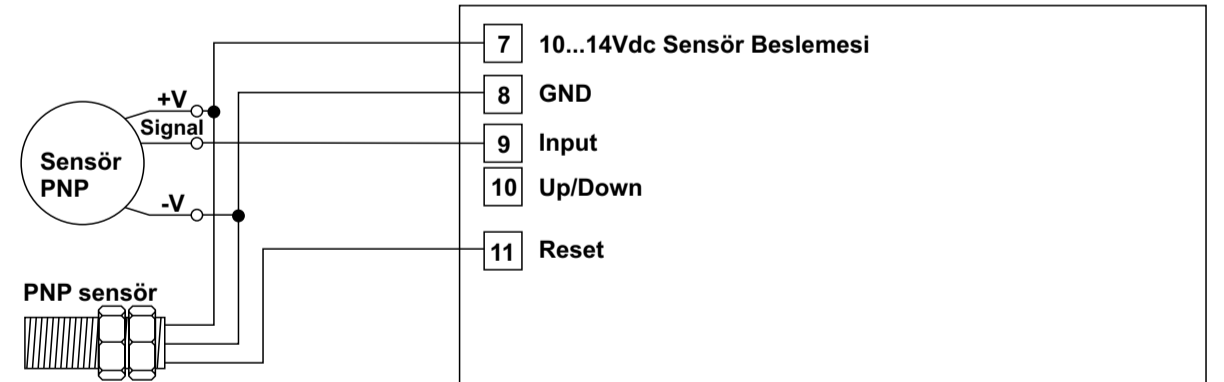 7 10...14Vdc Sensör Beslemesi
8 GND
+V
Signal
9 Input
Sensör
PNP
10 Up/Down
-V
11 Reset
PNP sensör